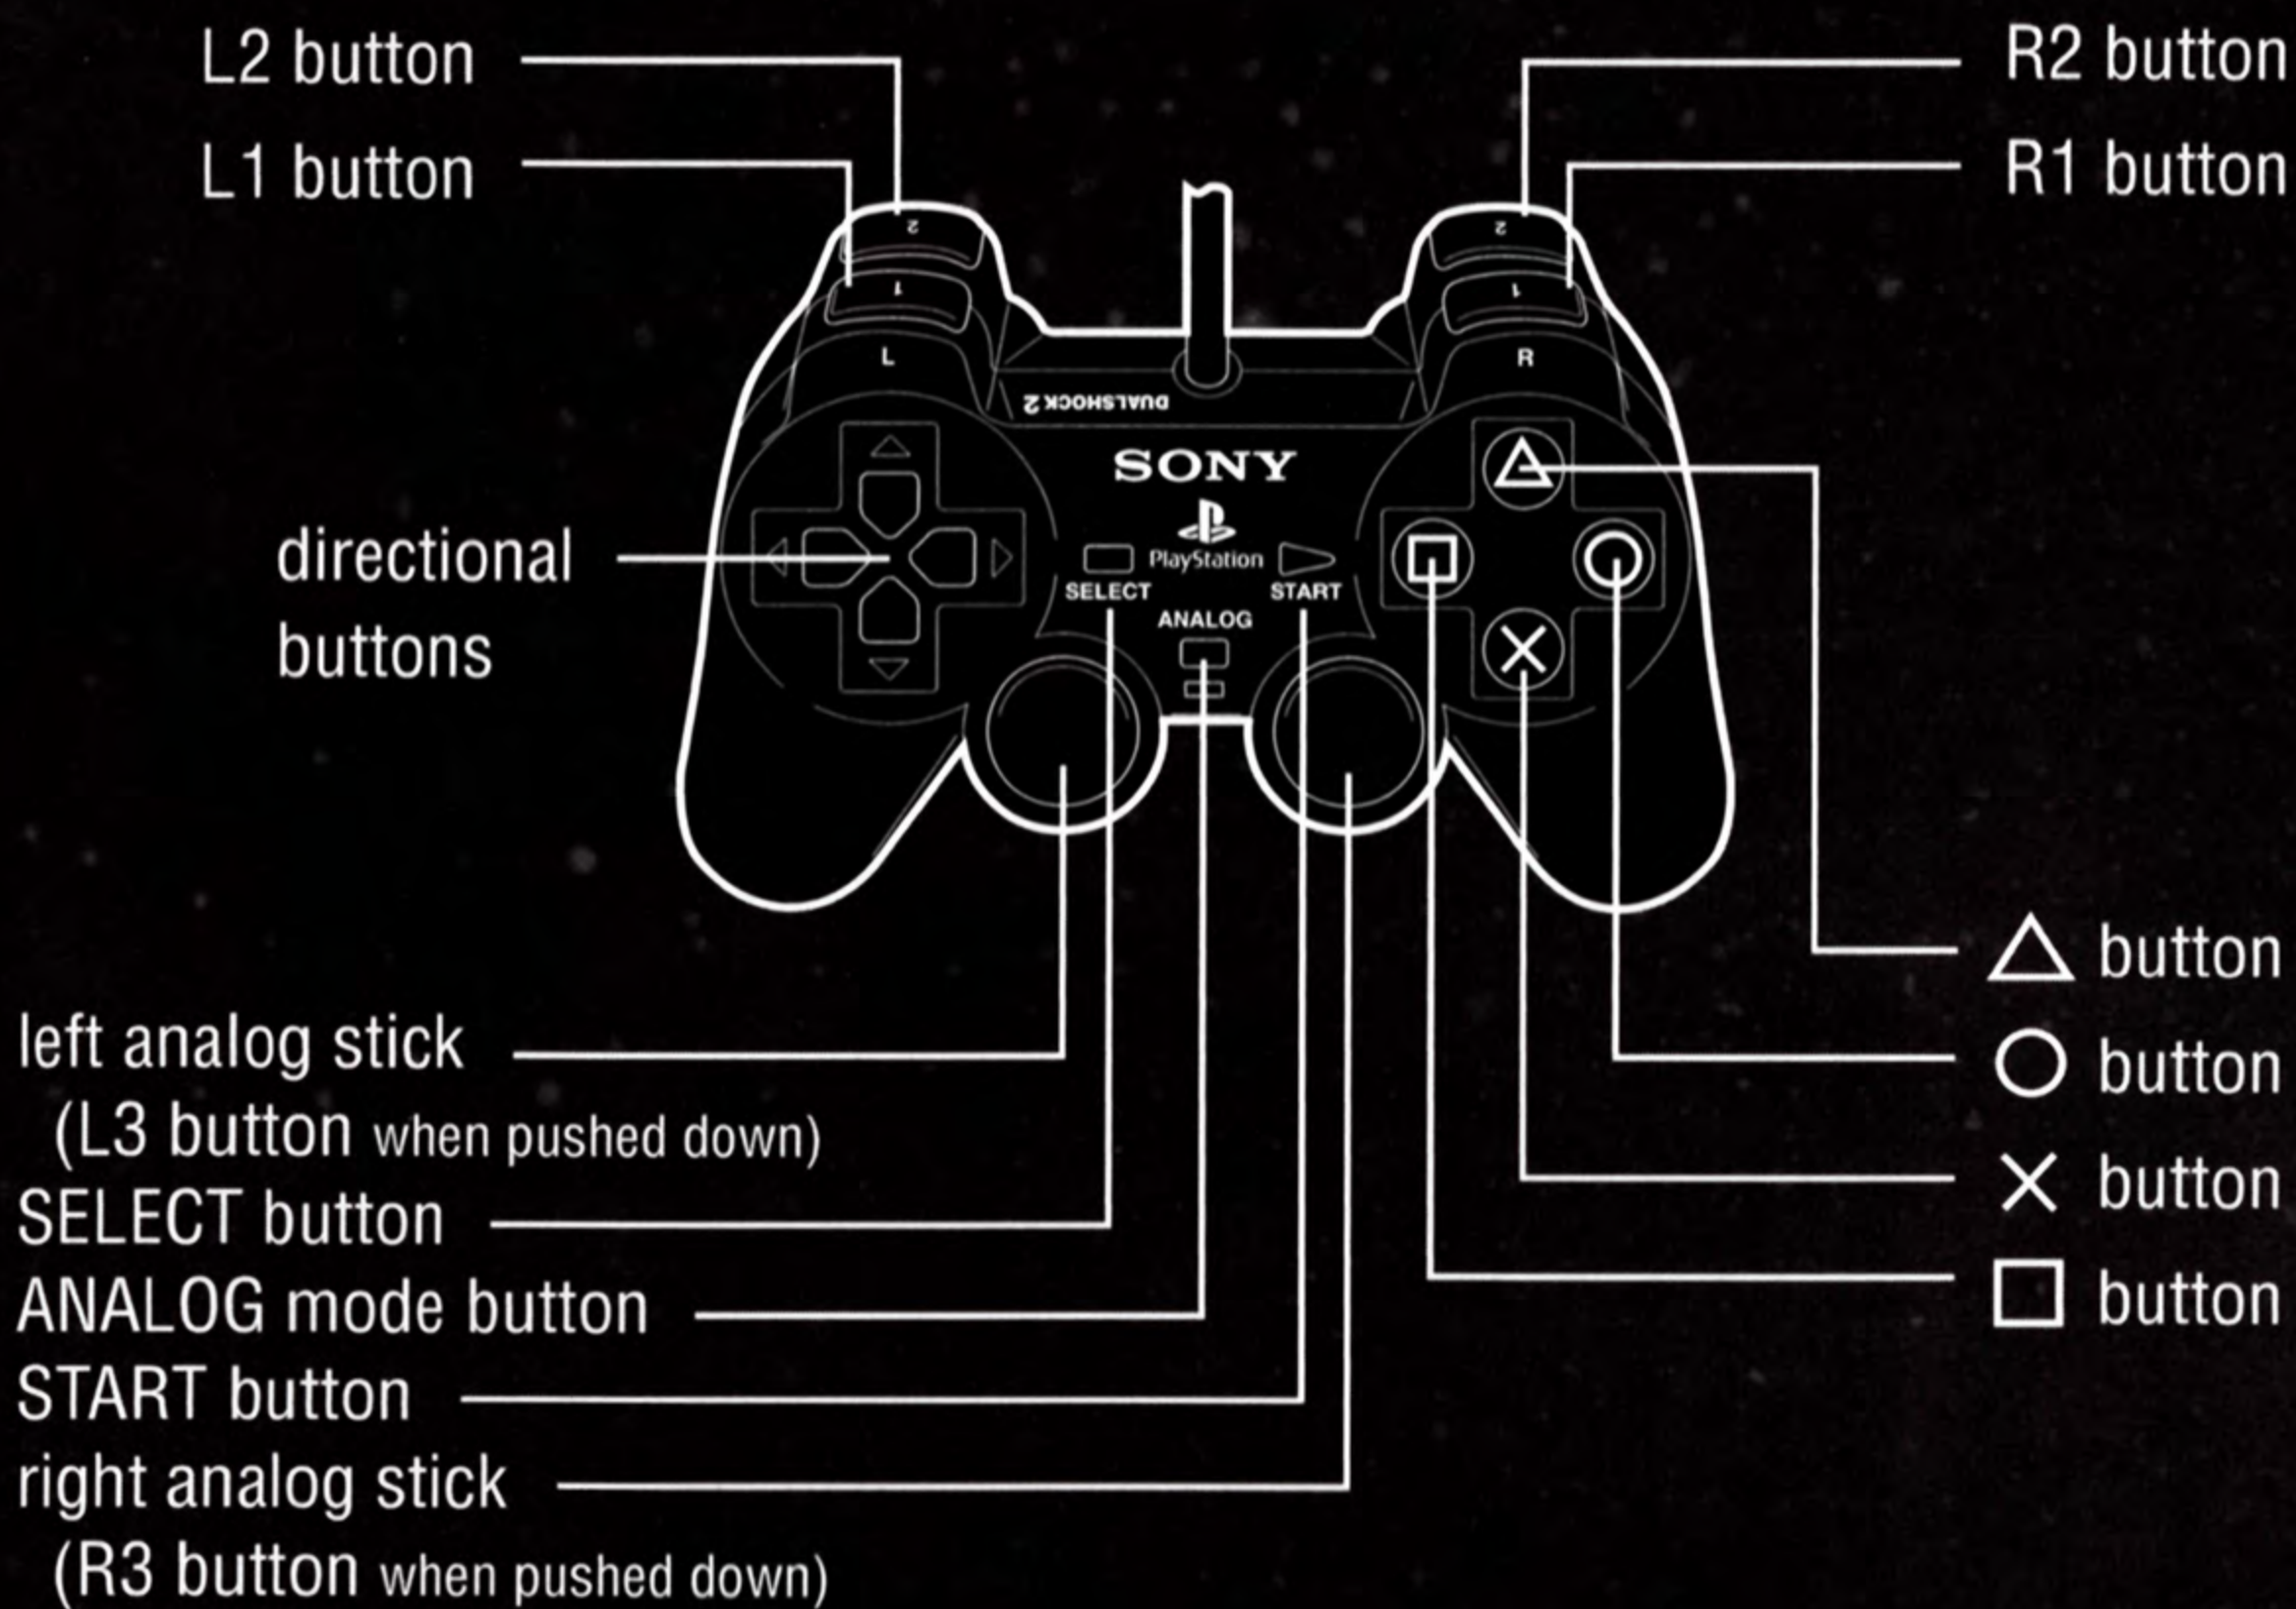 L2 button
R2 button
L1 button
R1 button
2
2
1
1
L
R
DUALSHOCK 2
SONY
PlayStation
SELECT
START
ANALOG
directional
buttons
△ button
left analog stick
○ button
(L3 button when pushed down)
✕ button
SELECT button
□ button
ANALOG mode button
START button
right analog stick
(R3 button when pushed down)